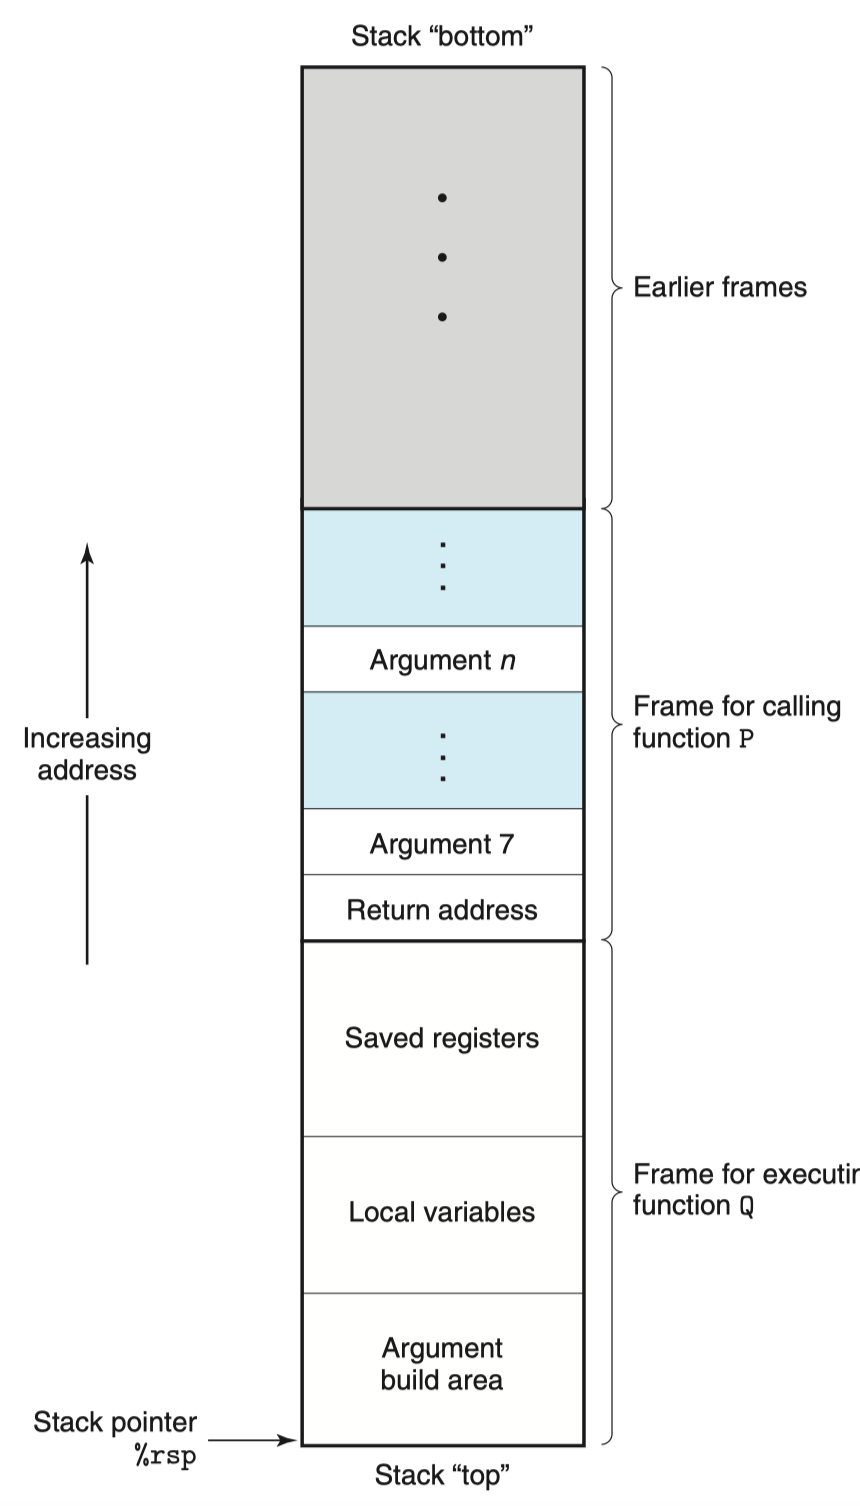 Stack “bottom”
Earlier frames
Argument n
Increasing
address
Frame for calling
function P
Argument 7
Return address
Saved registers
Frame for executin
function Q
Local variables
Argument
build area
Stack pointer
%rsp
Stack “top”